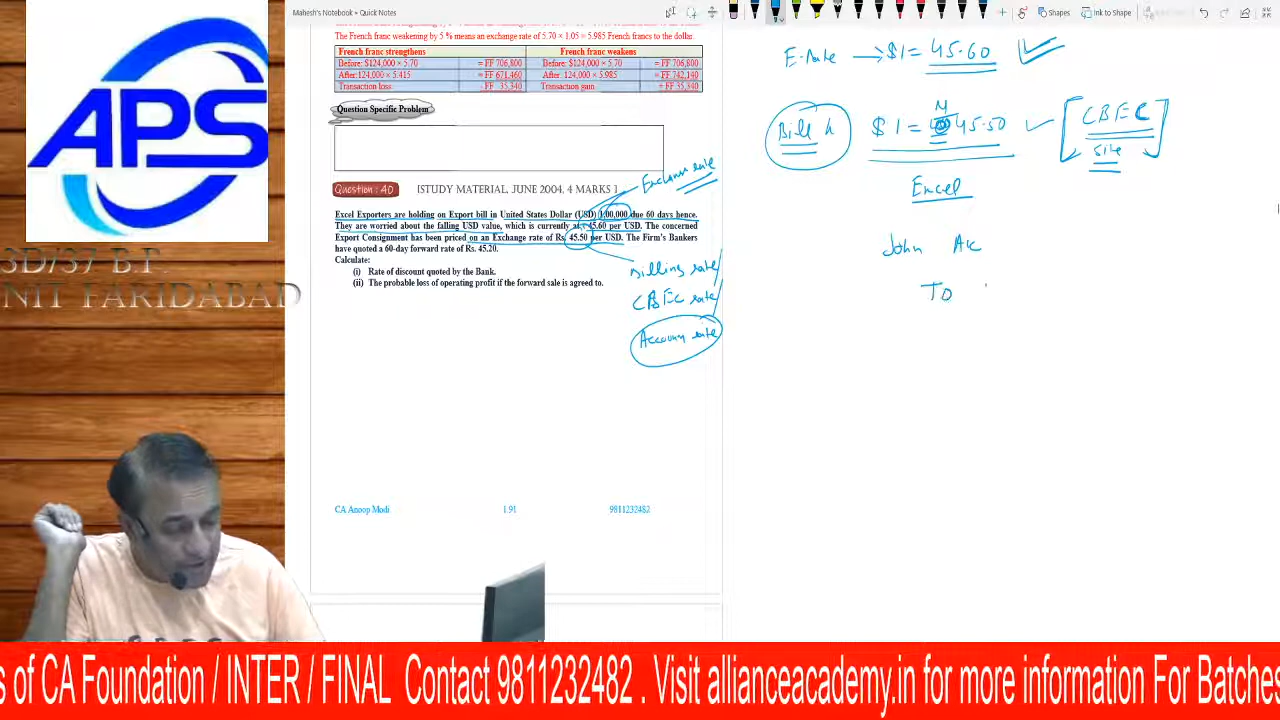 Mahesh's Notebook » Quick Notes
Shapes
Ink to Shape
APS
3D/37 B.P.
NIT FARIDABAD
The French franc weakening by 5 % means an exchange rate of 5.70 × 1.05 = 5.985 French francs to the dollar.
French franc strengthens French franc weakens
Before: $124,000 × 5.70 = FF 706,800 Before: $124,000 × 5.70 = FF 706,800
After:124,000 × 5.415 = FF 671,460 After: 124,000 × 5.985 = FF 742,140
Transaction loss - FF 35,340 Transaction gain + FF 35,340
Question Specific Problem
Question : 40 [STUDY MATERIAL, JUNE 2004, 4 MARKS]
Excel Exporters are holding on Export bill in United States Dollar (USD) 1,00,000 due 60 days hence.
They are worried about the falling USD value, which is currently at 45.60 per USD. The concerned
Export Consignment has been priced on an Exchange rate of Rs. 45.50 per USD. The Firm's Bankers
have quoted a 60-day forward rate of Rs. 45.20.
Calculate:
(i) Rate of discount quoted by the Bank.
(ii) The probable loss of operating profit if the forward sale is agreed to.
Exchange rate
Billing rate
CBEC rate
Account rate
CA Anoop Modi 1.91 9811232482
E-Rate → $1 = 45.60
Bill $1 = 45.50 [CBEC
site]
Excel
John A/c
To
s of CA Foundation / INTER / FINAL Contact 9811232482 . Visit allianceacademy.in for more information For Batches